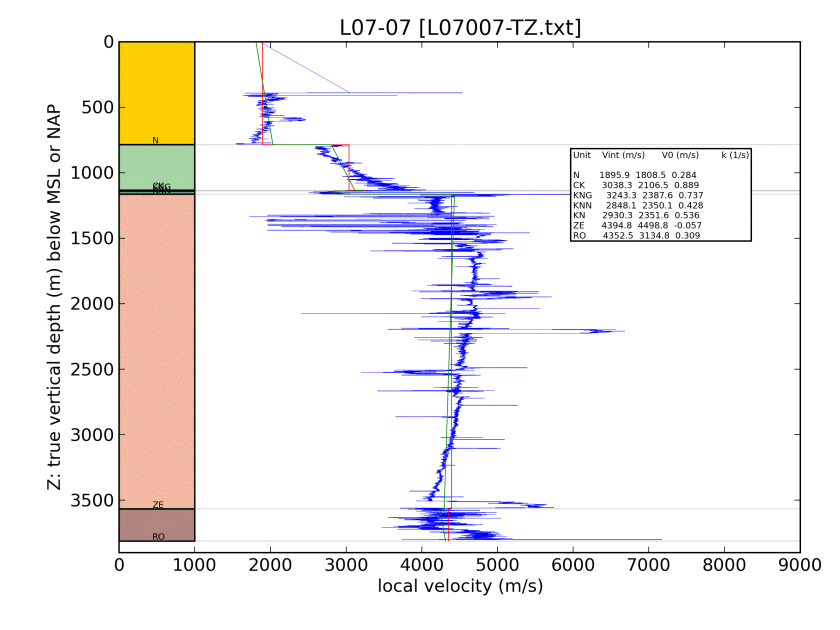 L07-07 [L07007-TZ.txt]
0
500
1000
1500
2000
2500
3000
3500
Z: true vertical depth (m) below MSL or NAP
N
ZE
RO
Unit Vint (m/s) V0 (m/s) k (1/s)
N 1895.9 1808.5 0.284
CK 3038.3 2106.5 0.889
KNG 3243.3 2387.6 0.737
KNN 2848.1 2350.1 0.428
KN 2930.3 2351.6 0.536
ZE 4394.8 4498.8 -0.057
RO 4352.5 3134.8 0.309
0 1000 2000 3000 4000 5000 6000 7000 8000 9000
local velocity (m/s)